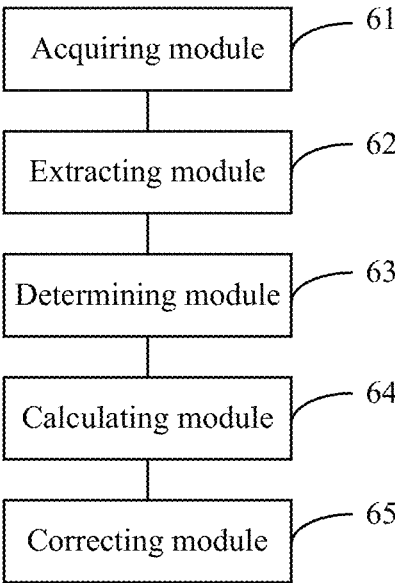 Acquiring module 61
Extracting module 62
Determining module 63
Calculating module 64
Correcting module 65